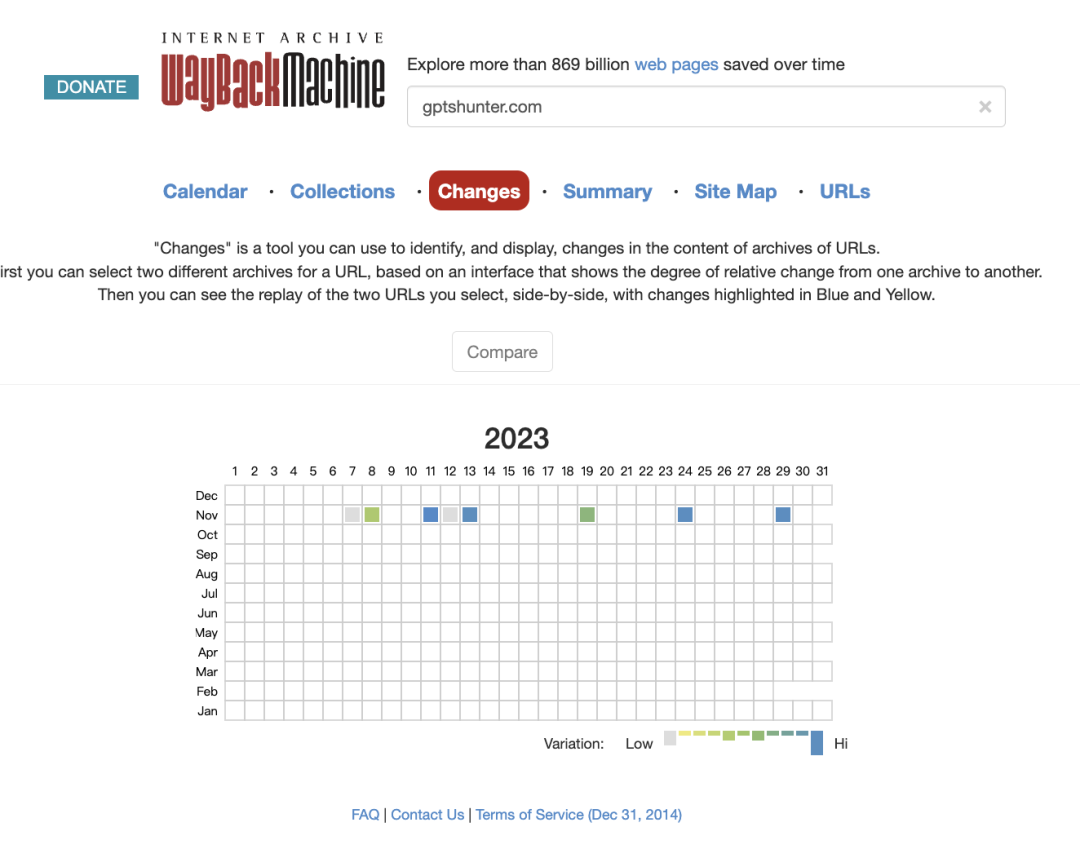 INTERNET ARCHIVE
DONATE
WayBackMachine
Explore more than 869 billion web pages saved over time
gptshunter.com ×
Calendar · Collections · Changes · Summary · Site Map · URLs
"Changes" is a tool you can use to identify, and display, changes in the content of archives of URLs.
irst you can select two different archives for a URL, based on an interface that shows the degree of relative change from one archive to another.
Then you can see the replay of the two URLs you select, side-by-side, with changes highlighted in Blue and Yellow.
Compare
2023
1 2 3 4 5 6 7 8 9 10 11 12 13 14 15 16 17 18 19 20 21 22 23 24 25 26 27 28 29 30 31
Dec
Nov
Oct
Sep
Aug
Jul
Jun
May
Apr
Mar
Feb
Jan
Variation: Low Hi
FAQ | Contact Us | Terms of Service (Dec 31, 2014)